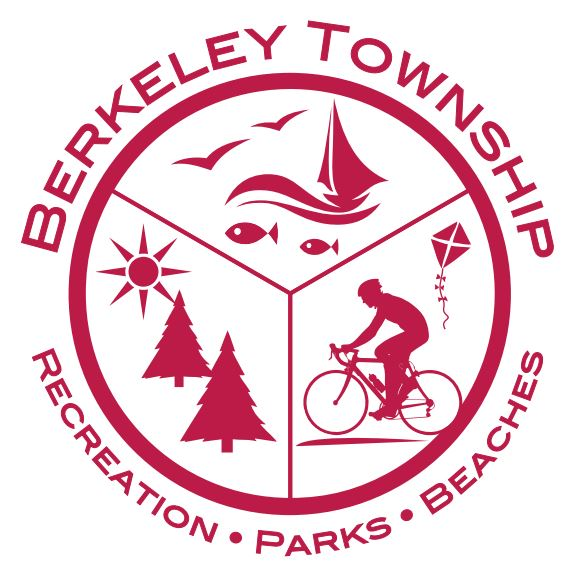 BERKELEY TOWNSHIP
RECREATION • PARKS • BEACHES